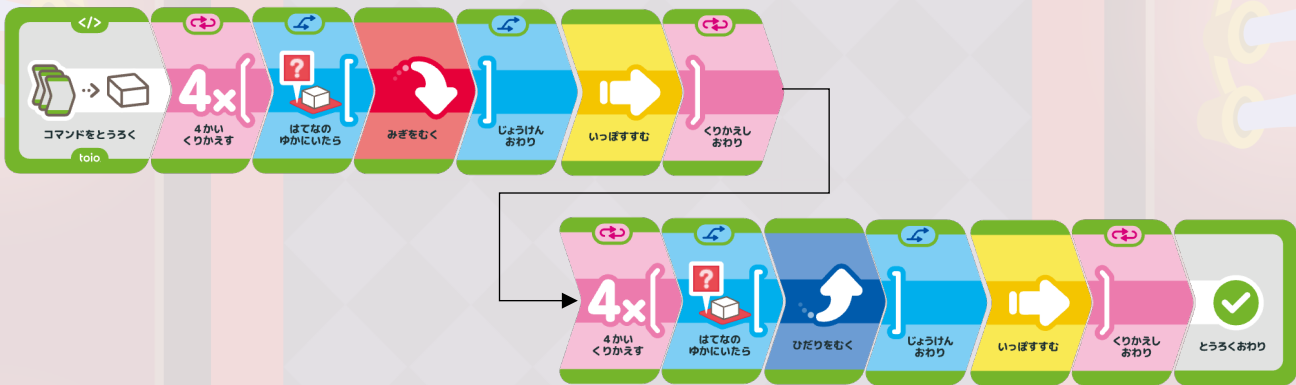 コマンドをとうろく
toio
4x
4かい
くりかえす
?
はてなの
ゆかにいたら
みぎをむく
じょうけん
おわり
いっぽすすむ
くりかえし
おわり
4x
4かい
くりかえす
?
はてなの
ゆかにいたら
ひだりをむく
じょうけん
おわり
いっぽすすむ
くりかえし
おわり
とうろくおわり